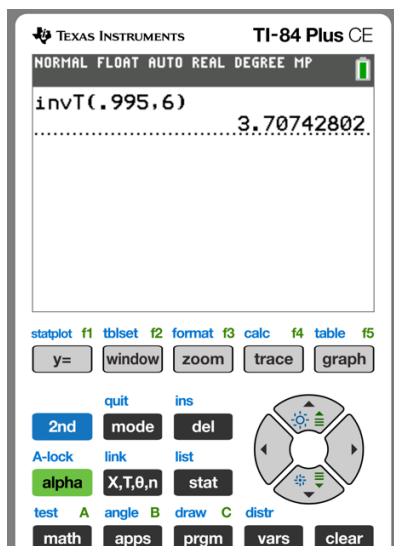 TEXAS INSTRUMENTS TI-84 Plus CE
NORMAL FLOAT AUTO REAL DEGREE MP
invT(.995,6)
3.70742802
statplot f1 tblset f2 format f3 calc f4 table f5
y= window zoom trace graph
quit ins
2nd mode del
A-lock link list
alpha X,T,θ,n stat
test A angle B draw C distr
math apps prgm vars clear